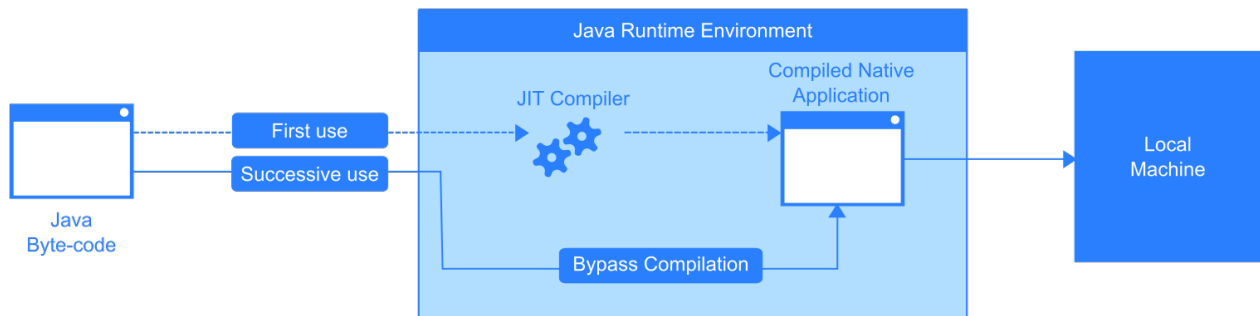 Java Runtime Environment
JIT Compiler
Compiled Native
Application
First use
Successive use
Java
Byte-code
Bypass Compilation
Local
Machine